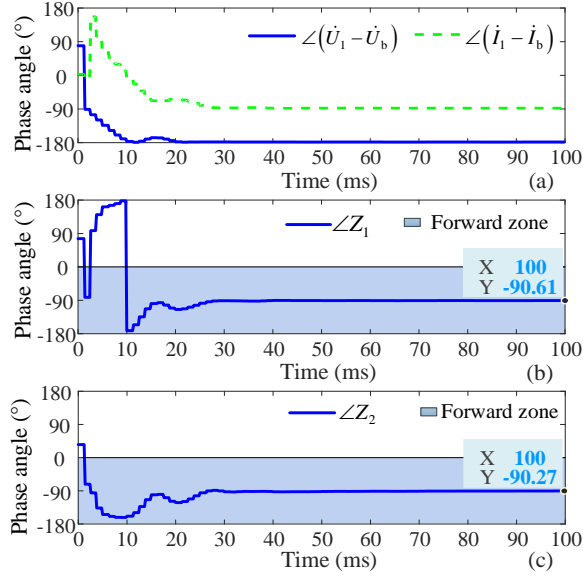 180
90
0
-90
-180
Phase angle (°)
∠(U̇₁ − U̇b) ∠(İ₁ − İb)
0 10 20 30 40 50 60 70 80 90 100
Time (ms)
(a)
180
90
0
-90
-180
Phase angle (°)
∠Z₁ Forward zone
X 100
Y -90.61
0 10 20 30 40 50 60 70 80 90 100
Time (ms)
(b)
180
90
0
-90
-180
Phase angle (°)
∠Z₂ Forward zone
X 100
Y -90.27
0 10 20 30 40 50 60 70 80 90 100
Time (ms)
(c)